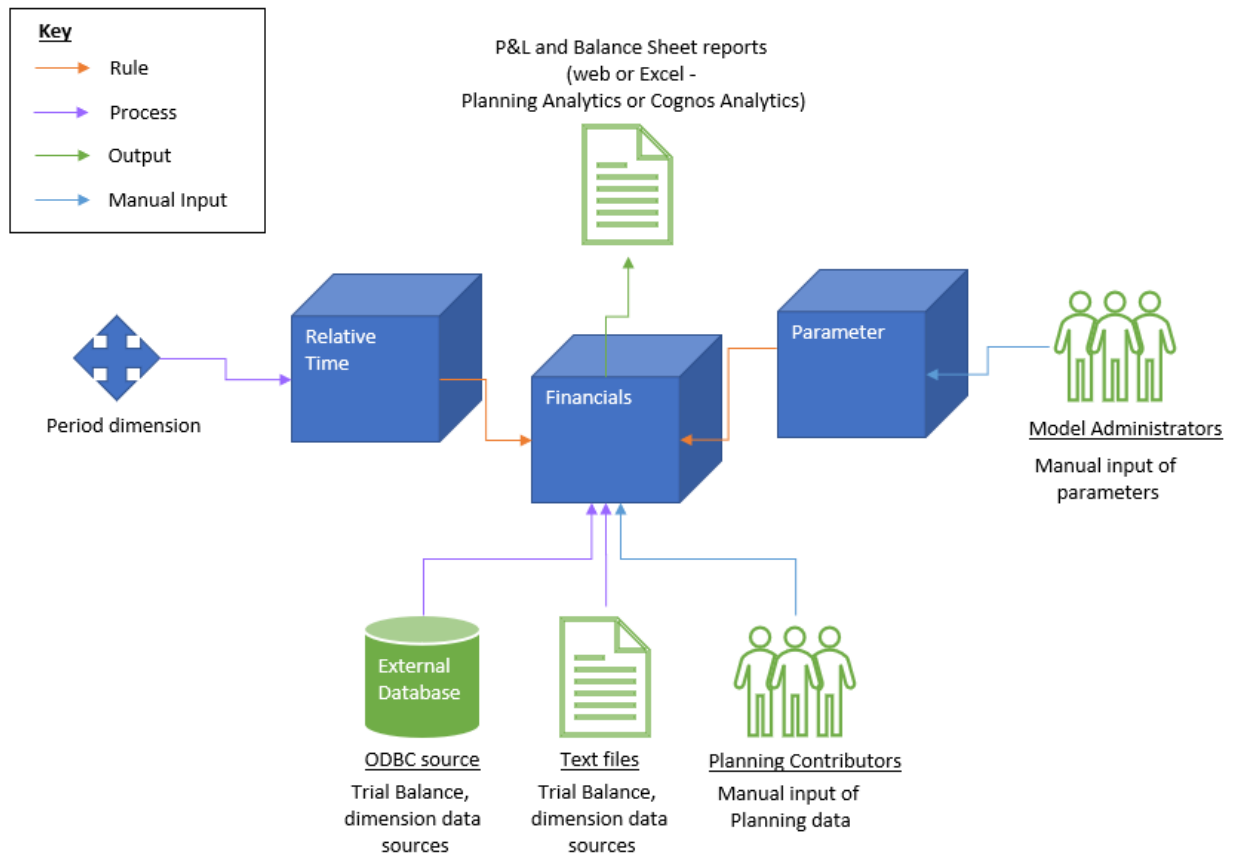 Key
Rule
Process
Output
Manual Input
P&L and Balance Sheet reports
(web or Excel -
Planning Analytics or Cognos Analytics)
Relative
Time
Period dimension
Financials
Parameter
Model Administrators
Manual input of
parameters
External
Database
ODBC source
Trial Balance,
dimension data
sources
Text files
Trial Balance,
dimension data
sources
Planning Contributors
Manual input of
Planning data